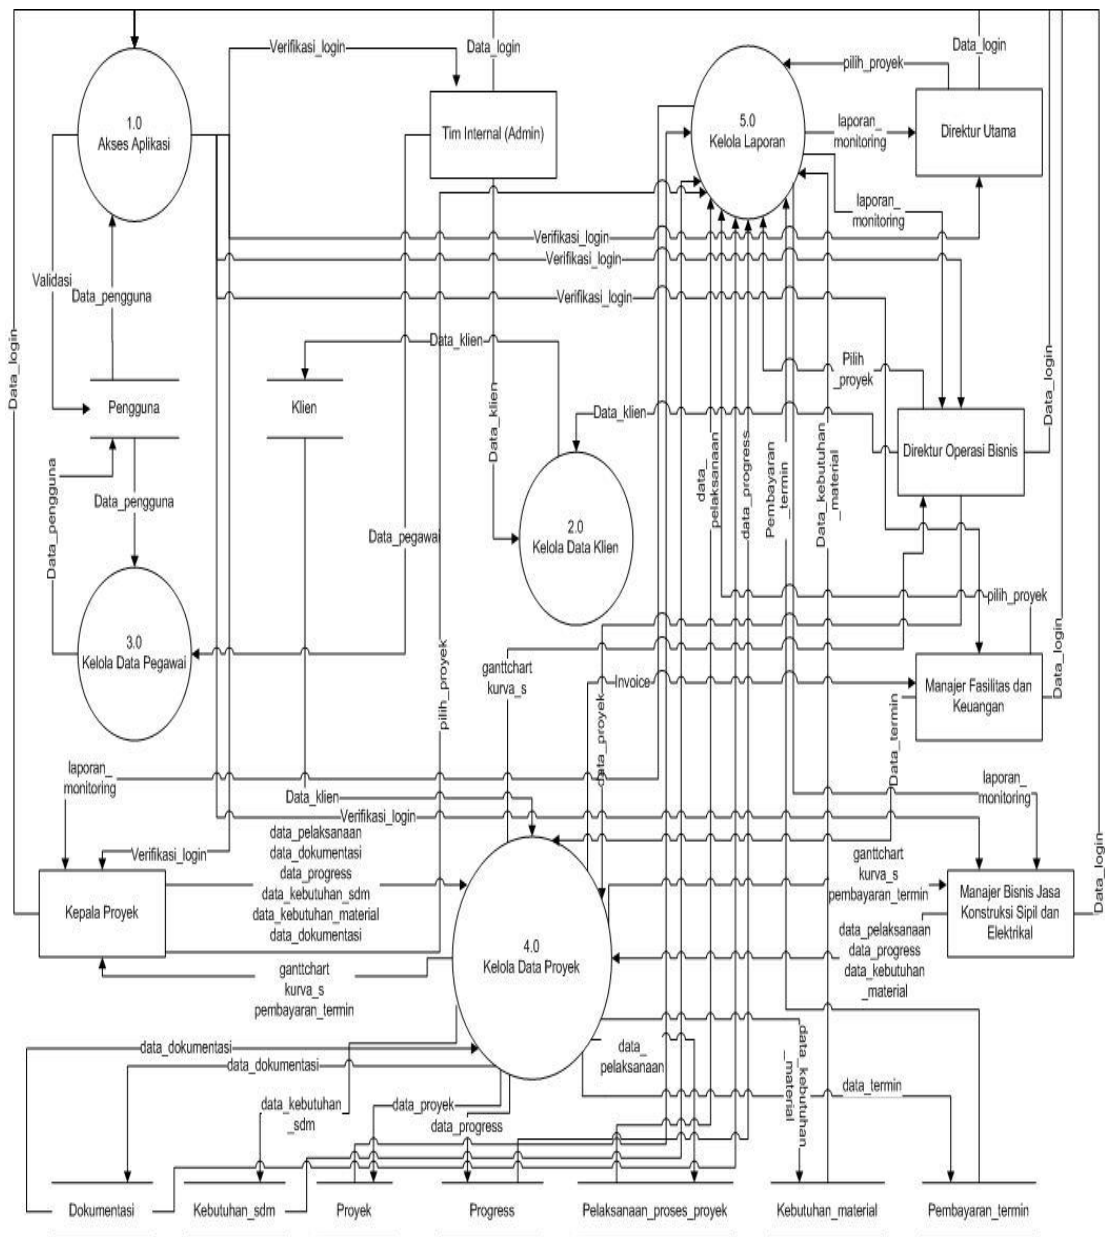 Verifikasi_login
Data_login
Data_login
pilih_proyek
1.0
Akses Aplikasi
Tim Internal (Admin)
5.0
Kelola Laporan
laporan_
monitoring
Direktur Utama
laporan_
monitoring
Verifikasi_login
Verifikasi_login
Verifikasi_login
Validasi
Data_pengguna
Data_login
Data_klien
Pilih
_proyek
Data_login
Pengguna
Klien
Data_klien
Data_klien
Direktur Operasi Bisnis
data_
pelaksanaan
data_progress
Pembayaran
_termin
Data_kebutuhan
_material
Data_pengguna
Data_pengguna
Data_pegawai
2.0
Kelola Data Klien
pilih_proyek
3.0
Kelola Data Pegawai
pilih_proyek
ganttchart
kurva_s
Invoice
data_proyek
Manajer Fasilitas dan
Keuangan
Data_login
Data_termin
laporan_
monitoring
laporan_
monitoring
Data_klien
Verifikasi_login
Data_login
Verifikasi_login
data_pelaksanaan
data_dokumentasi
data_progress
data_kebutuhan_sdm
data_kebutuhan_material
data_dokumentasi
ganttchart
kurva_s
pembayaran_termin
Kepala Proyek
Manajer Bisnis Jasa
Konstruksi Sipil dan
Elektrikal
4.0
Kelola Data Proyek
data_pelaksanaan
data_progress
data_kebutuhan
_material
ganttchart
kurva_s
pembayaran_termin
data_dokumentasi
data_dokumentasi
data_
pelaksanaan
data_kebutuhan
_material
data_termin
data_kebutuhan
_sdm
data_proyek
data_progress
Dokumentasi
Kebutuhan_sdm
Proyek
Progress
Pelaksanaan_proses_proyek
Kebutuhan_material
Pembayaran_termin